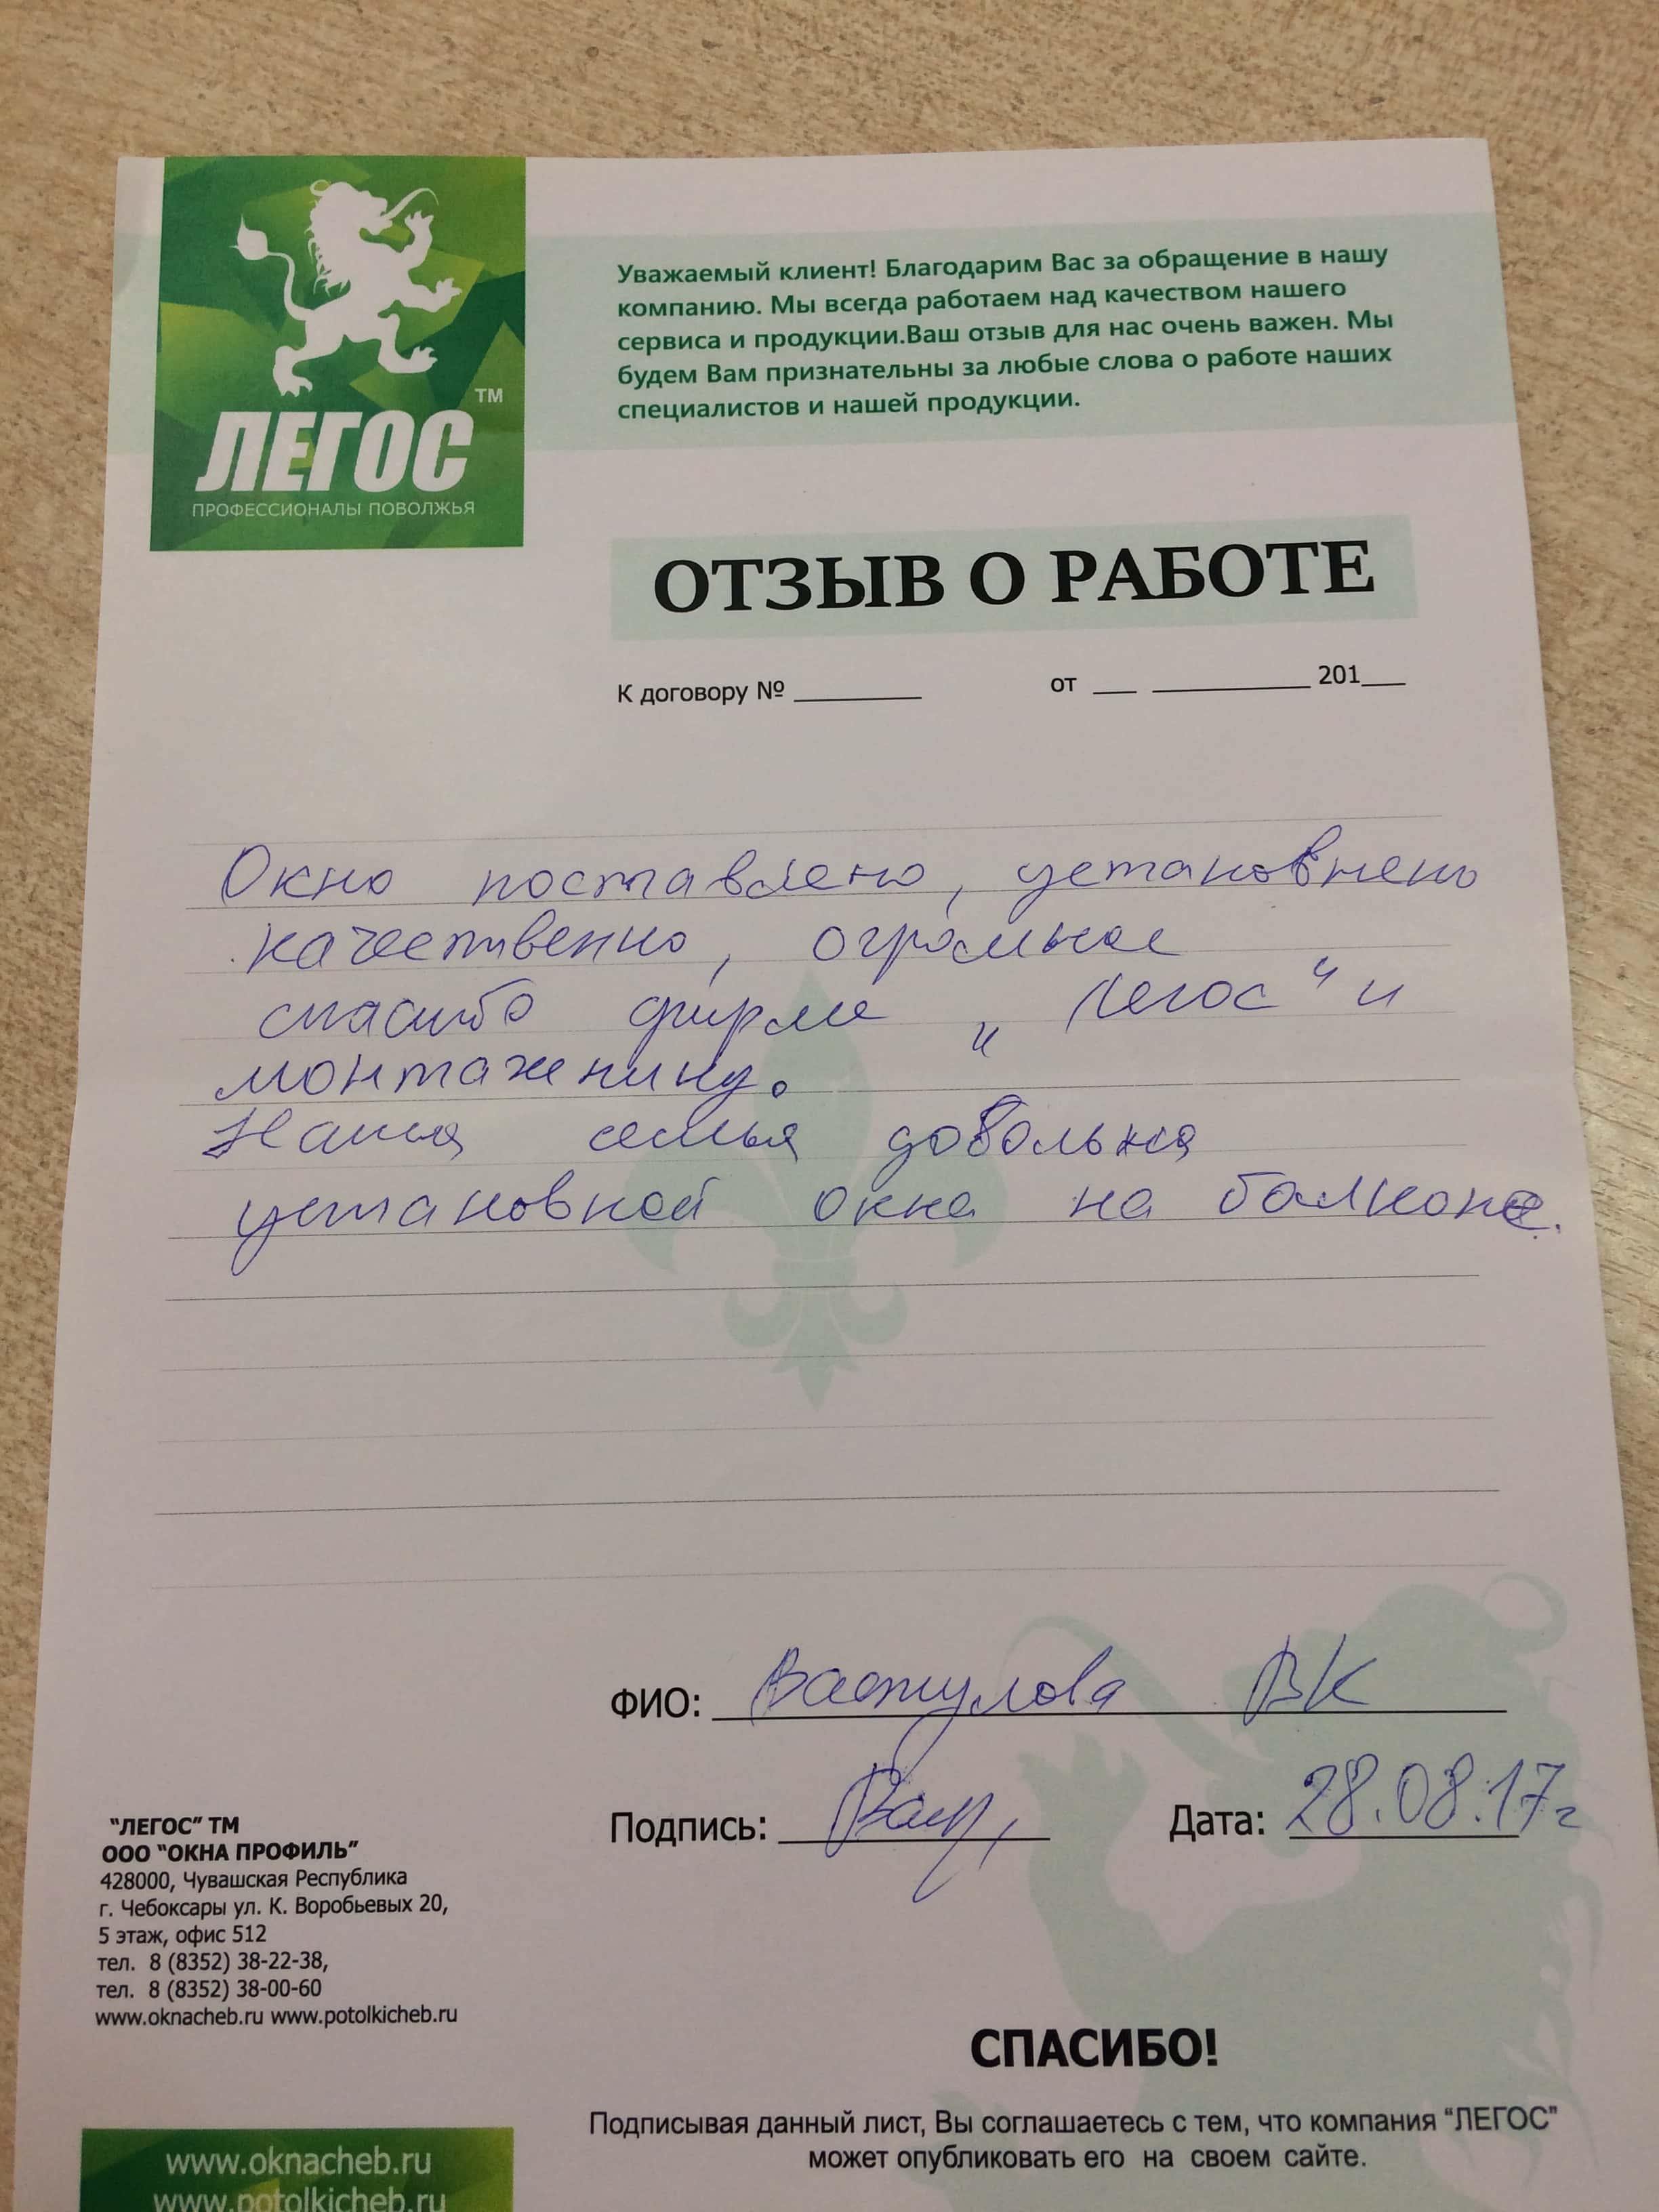 ЛЕГОС™
ПРОФЕССИОНАЛЫ ПОВОЛЖЬЯ
Уважаемый клиент! Благодарим Вас за обращение в нашу
компанию. Мы всегда работаем над качеством нашего
сервиса и продукции.Ваш отзыв для нас очень важен. Мы
будем Вам признательны за любые слова о работе наших
специалистов и нашей продукции.
ОТЗЫВ О РАБОТЕ
К договору № ________ от ___ ___________ 201___
Окно поставлено, установнено
качественно, огромное
спасибо фирме „Легос“ и
монтаженику.
Наша семья довольна
установкой окна на балконе.
ФИО: Вастулова ВК
Подпись: Дата: 28.08.17г
"ЛЕГОС" ТМ
ООО "ОКНА ПРОФИЛЬ"
428000, Чувашская Республика
г. Чебоксары ул. К. Воробьевых 20,
5 этаж, офис 512
тел. 8 (8352) 38-22-38,
тел. 8 (8352) 38-00-60
www.oknacheb.ru www.potolkicheb.ru
СПАСИБО!
Подписывая данный лист, Вы соглашаетесь с тем, что компания "ЛЕГОС"
может опубликовать его на своем сайте.
www.oknacheb.ru
www.potolkicheb.ru